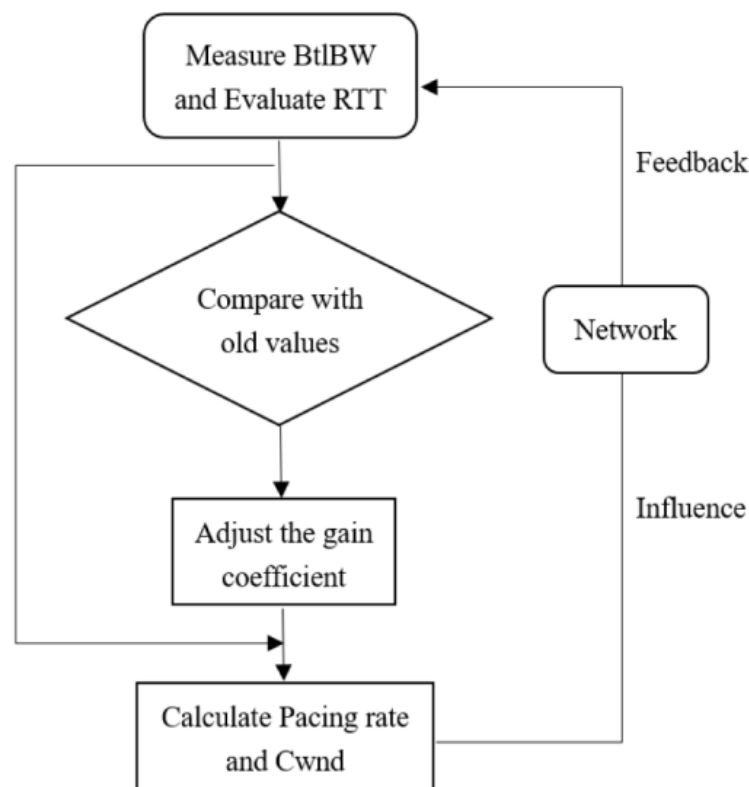 Measure BtlBW
and Evaluate RTT
Feedback
Compare with
old values
Network
Influence
Adjust the gain
coefficient
Calculate Pacing rate
and Cwnd